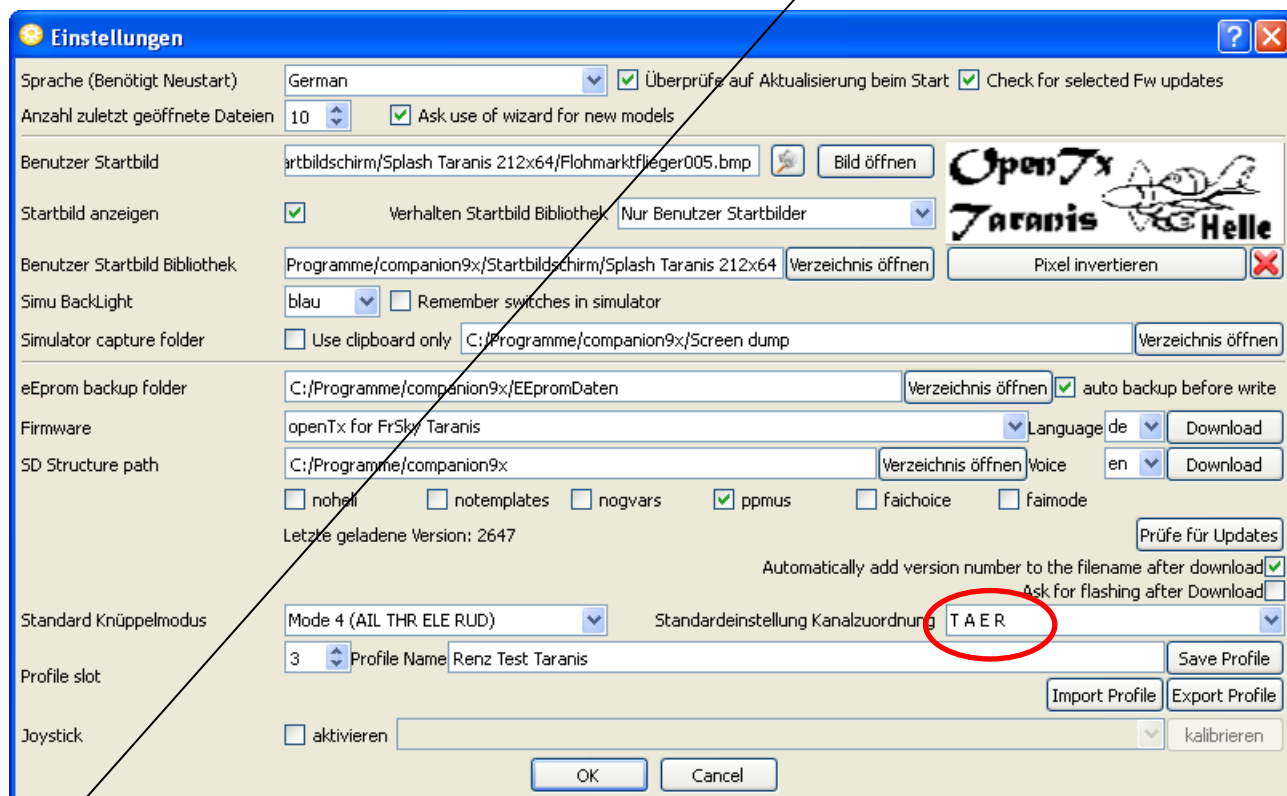 Einstellungen
Sprache (Benötigt Neustart) German Überprüfe auf Aktualisierung beim Start Check for selected Fw updates
Anzahl zuletzt geöffnete Dateien 10 Ask use of wizard for new models
Benutzer Startbild artbildschirm/Splash Taranis 212x64/Flohmarktflieger005.bmp Bild öffnen
OpenTx
Startbild anzeigen Verhalten Startbild Bibliothek Nur Benutzer Startbilder
Taranis Helle
Benutzer Startbild Bibliothek Programme/companion9x/Startbildschirm/Splash Taranis 212x64 Verzeichnis öffnen Pixel invertieren
Simu BackLight blau Remember switches in simulator
Simulator capture folder Use clipboard only C:/Programme/companion9x/Screen dump Verzeichnis öffnen
eEprom backup folder C:/Programme/companion9x/EEpromDaten Verzeichnis öffnen auto backup before write
Firmware openTx for FrSky Taranis Language de Download
SD Structure path C:/Programme/companion9x Verzeichnis öffnen Voice en Download
noheli notemplates nogvars ppmus faichoice faimode
Letzte geladene Version: 2647 Prüfe für Updates
Automatically add version number to the filename after download
Ask for flashing after Download
Standard Knüppelmodus Mode 4 (AIL THR ELE RUD) Standardeinstellung Kanalzuordnung T A E R
Profile slot 3 Profile Name Renz Test Taranis Save Profile
Import Profile Export Profile
Joystick aktivieren kalibrieren
OK Cancel